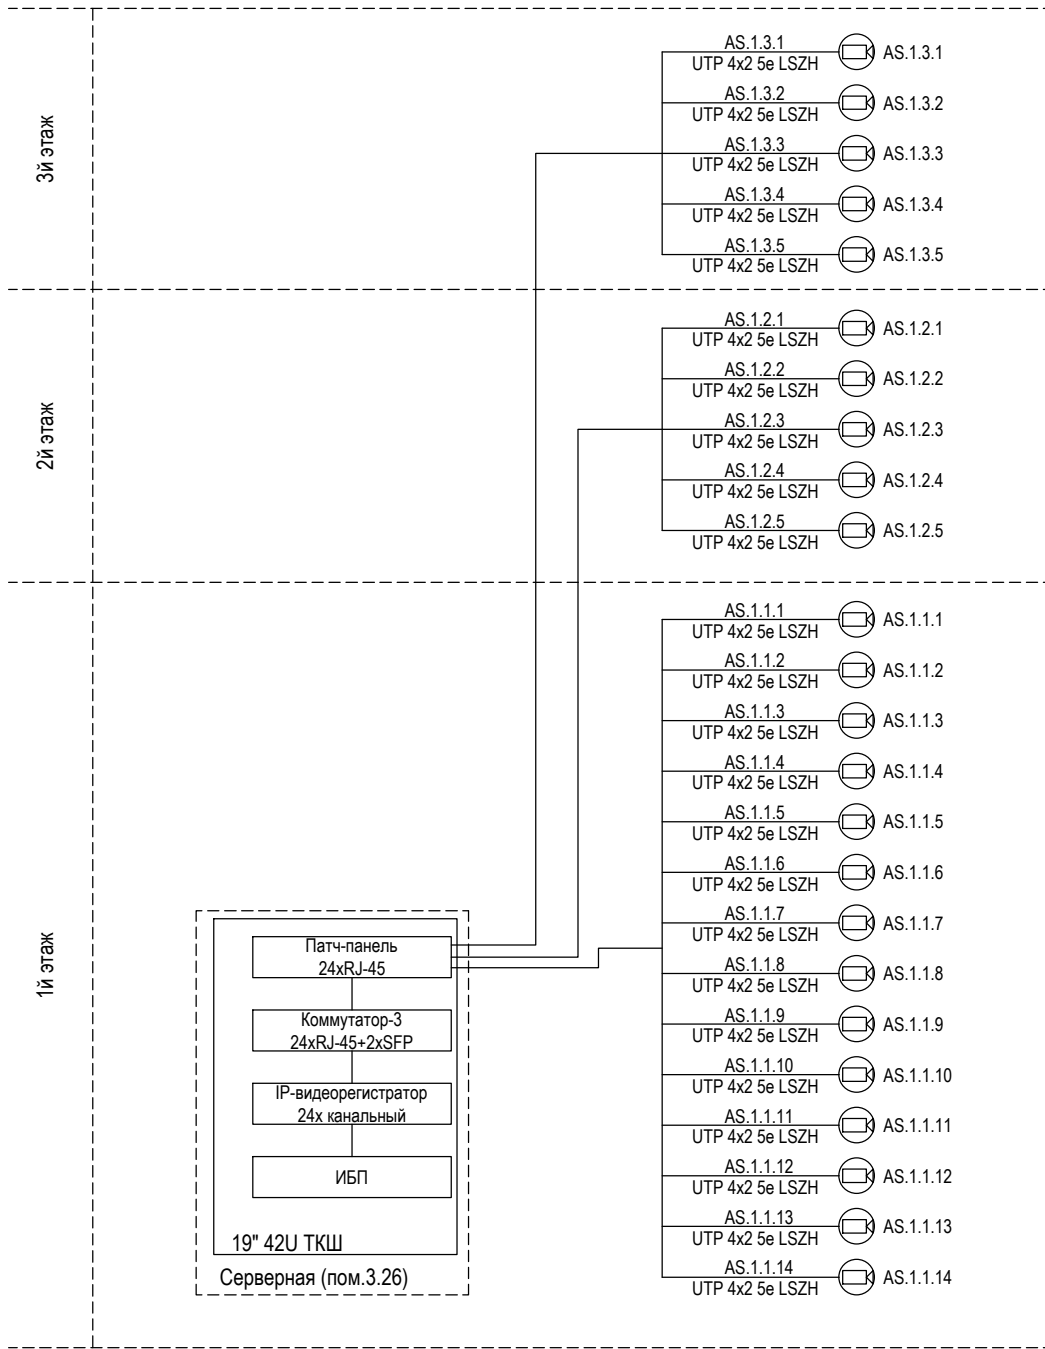 3й этаж
AS.1.3.1
UTP 4x2 5e LSZH
AS.1.3.1
AS.1.3.2
UTP 4x2 5e LSZH
AS.1.3.2
AS.1.3.3
UTP 4x2 5e LSZH
AS.1.3.3
AS.1.3.4
UTP 4x2 5e LSZH
AS.1.3.4
AS.1.3.5
UTP 4x2 5e LSZH
AS.1.3.5
2й этаж
AS.1.2.1
UTP 4x2 5e LSZH
AS.1.2.1
AS.1.2.2
UTP 4x2 5e LSZH
AS.1.2.2
AS.1.2.3
UTP 4x2 5e LSZH
AS.1.2.3
AS.1.2.4
UTP 4x2 5e LSZH
AS.1.2.4
AS.1.2.5
UTP 4x2 5e LSZH
AS.1.2.5
1й этаж
AS.1.1.1
UTP 4x2 5e LSZH
AS.1.1.1
AS.1.1.2
UTP 4x2 5e LSZH
AS.1.1.2
AS.1.1.3
UTP 4x2 5e LSZH
AS.1.1.3
AS.1.1.4
UTP 4x2 5e LSZH
AS.1.1.4
AS.1.1.5
UTP 4x2 5e LSZH
AS.1.1.5
AS.1.1.6
UTP 4x2 5e LSZH
AS.1.1.6
AS.1.1.7
UTP 4x2 5e LSZH
AS.1.1.7
AS.1.1.8
UTP 4x2 5e LSZH
AS.1.1.8
AS.1.1.9
UTP 4x2 5e LSZH
AS.1.1.9
AS.1.1.10
UTP 4x2 5e LSZH
AS.1.1.10
AS.1.1.11
UTP 4x2 5e LSZH
AS.1.1.11
AS.1.1.12
UTP 4x2 5e LSZH
AS.1.1.12
AS.1.1.13
UTP 4x2 5e LSZH
AS.1.1.13
AS.1.1.14
UTP 4x2 5e LSZH
AS.1.1.14
Патч-панель
24xRJ-45
Коммутатор-3
24xRJ-45+2xSFP
IP-видеорегистратор
24х канальный
ИБП
19" 42U ТКШ
Серверная (пом.3.26)